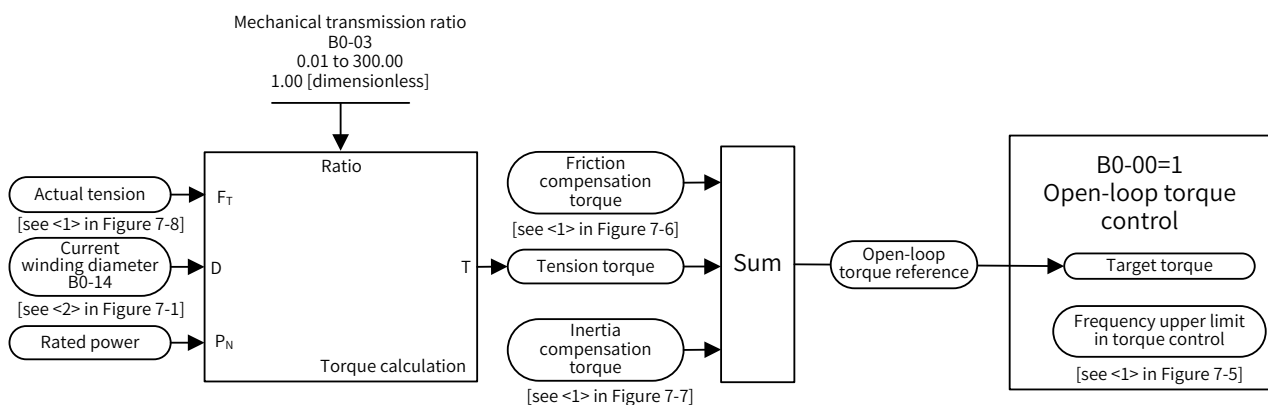 Mechanical transmission ratio
B0-03
0.01 to 300.00
1.00 [dimensionless]
Ratio
Actual tension
[see <1> in Figure 7-8]
Current
winding diameter
B0-14
[see <2> in Figure 7-1]
Rated power
FT
D
PN
T
Torque calculation
Friction
compensation
torque
[see <1> in Figure 7-6]
Tension torque
Inertia
compensation
torque
[see <1> in Figure 7-7]
Sum
Open-loop
torque reference
B0-00=1
Open-loop torque
control
Target torque
Frequency upper limit
in torque control
[see <1> in Figure 7-5]